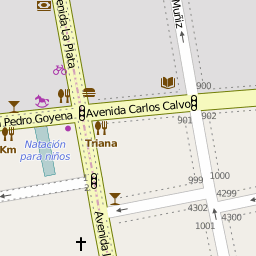 Avenida La Plata
Muñiz
900
Pedro Goyena
Avenida Carlos Calvo
901
902
Km
Triana
Natación
para niños
999
1000
4299
4302
4300
1001
Avenida